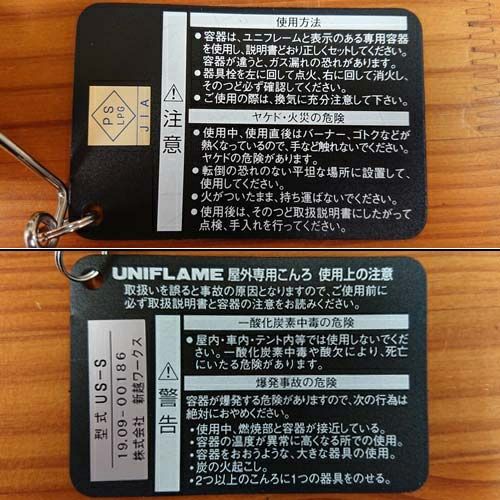 使用方法
●容器は、ユニフレームと表示のある専用容器
を使用し、説明書どおり正しくセットしてください。
容器が違うと、ガス漏れの恐れがあります。
●器具栓を左に回して点火、右に回して消火し、
そのつど必ず確認してください。
●ご使用の際は、換気に充分注意して下さい。
ヤケド・火災の危険
●使用中、使用直後はバーナー、ゴトクなどが
熱くなっているので、手など触れないでください。
ヤケドの危険があります。
●転倒の恐れのない平坦な場所に設置して、
使用してください。
●火がついたまま、持ち運ばないでください。
●使用後は、そのつど取扱説明書にしたがって
点検、手入れを行ってください。
注意
PS
LPG
JIA
UNIFLAME 屋外専用こんろ 使用上の注意
取扱いを誤ると事故の原因となりますので、ご使用前に
必ず取扱説明書と容器の注意をお読みください。
一酸化炭素中毒の危険
●屋内・車内・テント内等では使用しないでくだ
さい。一酸化炭素中毒や酸欠により、死亡
にいたる危険があります。
爆発事故の危険
容器が爆発する危険がありますので、次の行為は
絶対におやめください。
・使用中、燃焼部と容器が接近している。
・容器の温度が異常に高くなる所での使用。
・容器をおおうような、大きな器具の使用。
・炭の火起こし。
・2つ以上のこんろに1つの器具をのせる。
警告
型式 US-S
19.09-00186
株式会社 新越ワークス